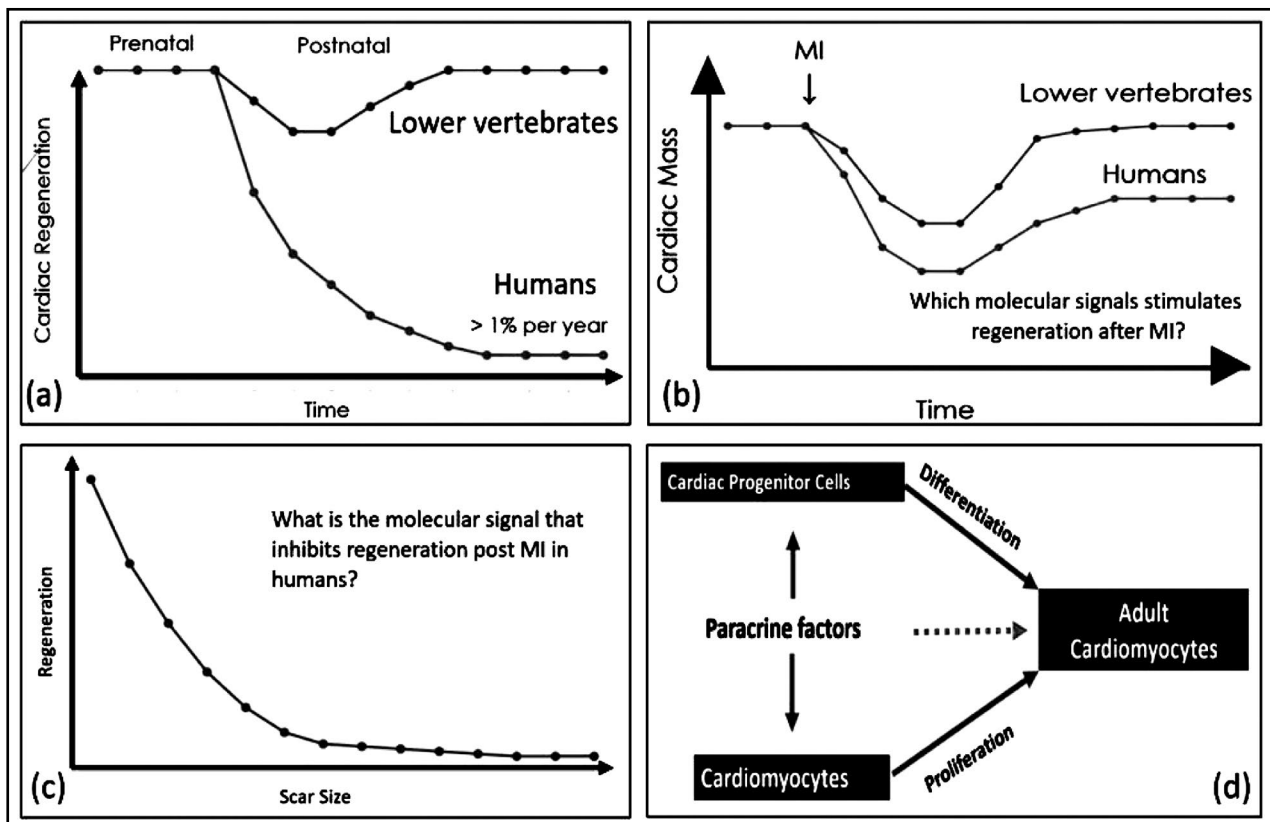 Prenatal
Postnatal
Lower vertebrates
Humans
> 1% per year
Cardiac Regeneration
(a)
Time
MI
Lower vertebrates
Humans
Cardiac Mass
Which molecular signals stimulates
regeneration after MI?
(b)
Time
What is the molecular signal that
inhibits regeneration post MI in
humans?
Regeneration
(c)
Scar Size
Cardiac Progenitor Cells
Differentiation
Paracrine factors
Adult
Cardiomyocytes
Cardiomyocytes
Proliferation
(d)